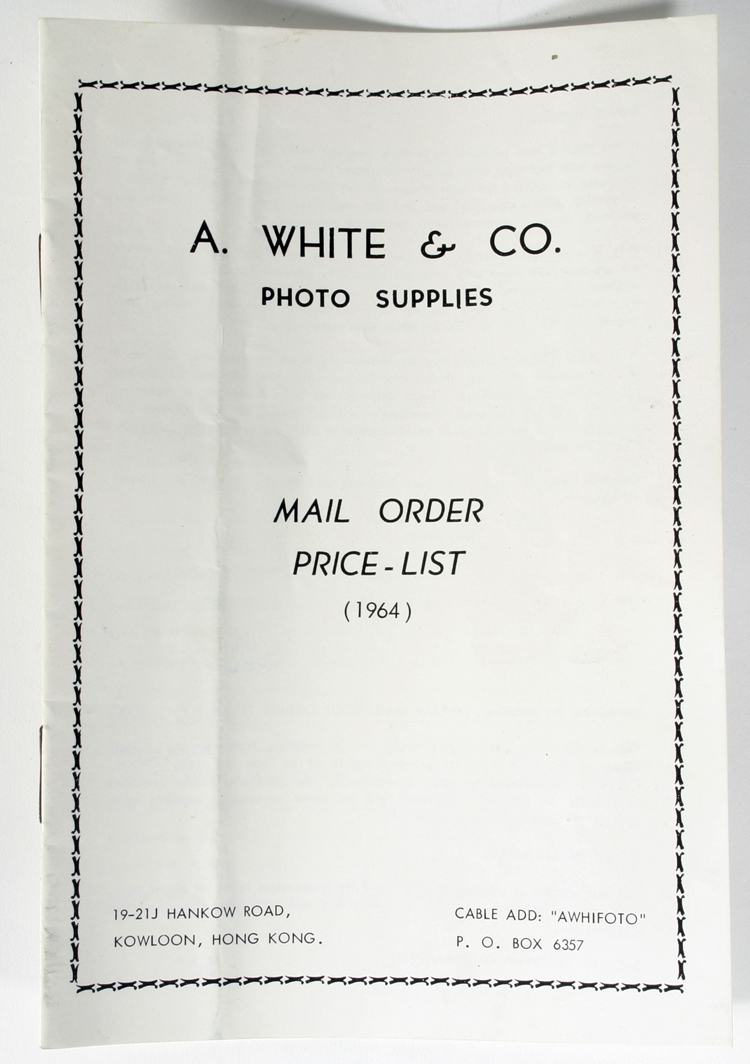 A. WHITE & CO.
PHOTO SUPPLIES
MAIL ORDER
PRICE-LIST
(1964)
19-21J HANKOW ROAD,
KOWLOON, HONG KONG.
CABLE ADD: "AWHIFOTO"
P. O. BOX 6357